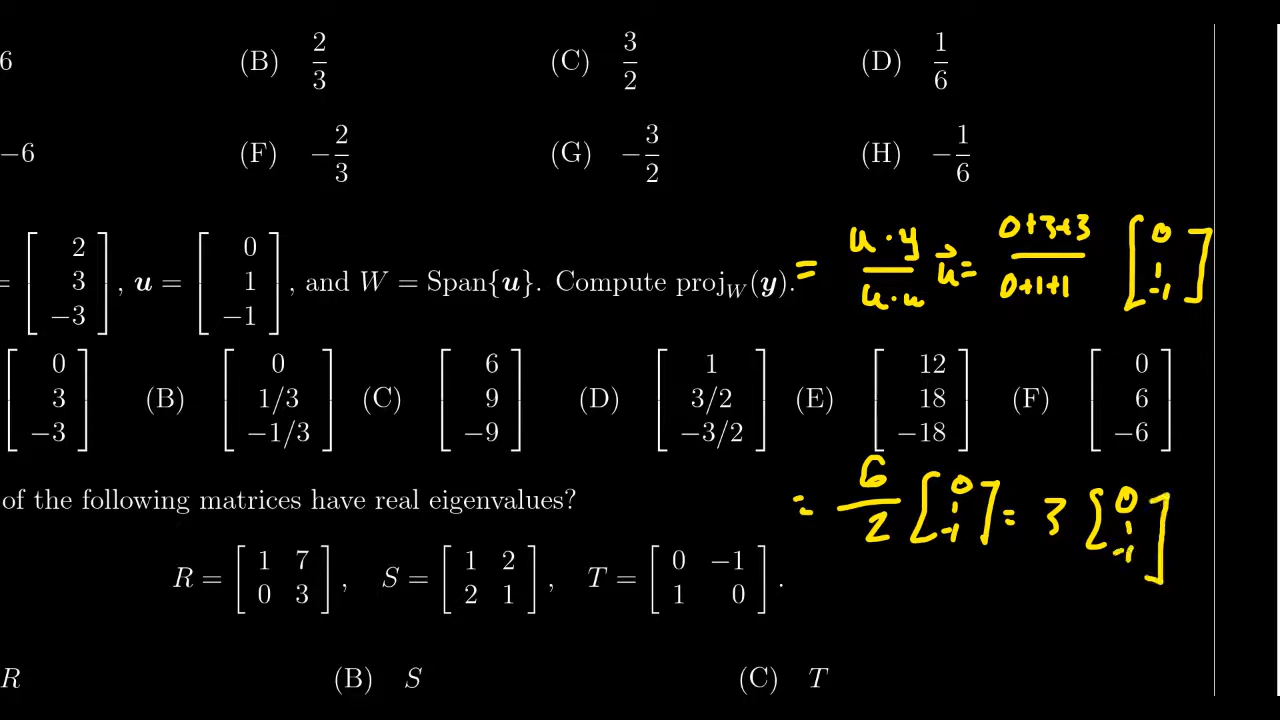 6 (B) 2/3 (C) 3/2 (D) 1/6
−6 (F) −2/3 (G) −3/2 (H) −1/6
= [2 3 −3], u = [0 1 −1], and W = Span{u}. Compute proj_W(y). = u·y/u·u u⃗ = 0+3+3/0+1+1 [0 1 -1]
[0 3 −3] (B) [0 1/3 −1/3] (C) [6 9 −9] (D) [1 3/2 −3/2] (E) [12 18 −18] (F) [0 6 −6]
= 6/2 [0 1 -1] = 3 [0 1 -1]
of the following matrices have real eigenvalues?
R = [1 7 0 3], S = [1 2 2 1], T = [0 −1 1 0].
R (B) S (C) T